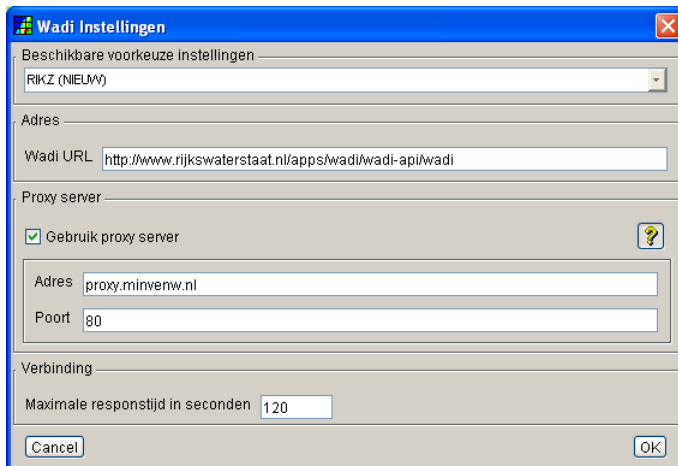 Wadi Instellingen
Beschikbare voorkeuze instellingen
RIKZ (NIEUW)
Adres
Wadi URL http://www.rijkswaterstaat.nl/apps/wadi/wadi-api/wadi
Proxy server
Gebruik proxy server
Adres proxy.minvenw.nl
Poort 80
Verbinding
Maximale responstijd in seconden 120
Cancel OK